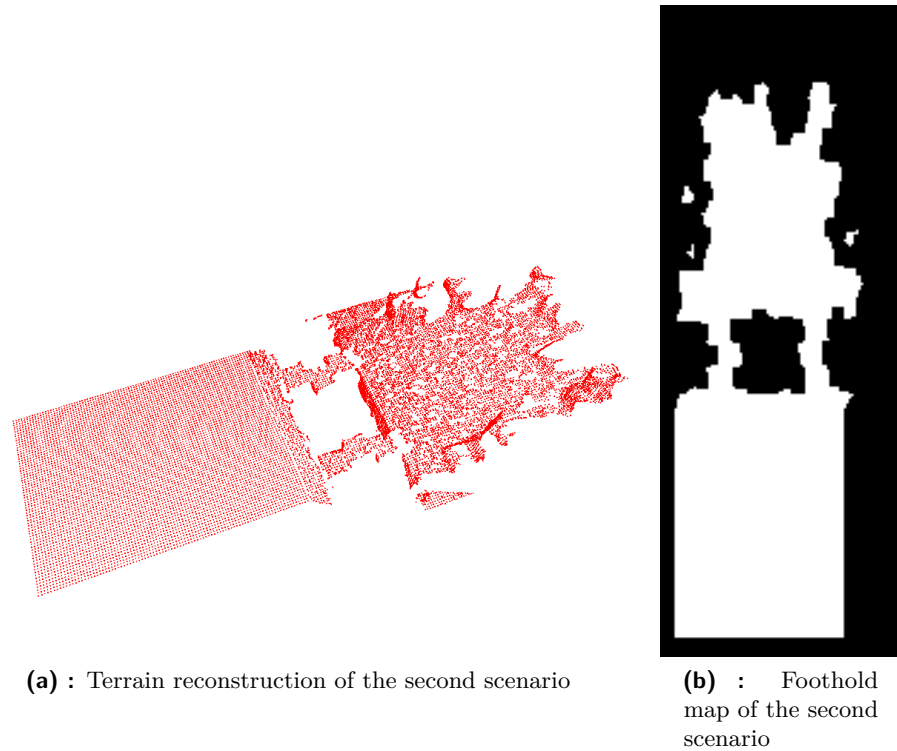 (a) : Terrain reconstruction of the second scenario
(b) : Foothold
map of the second
scenario